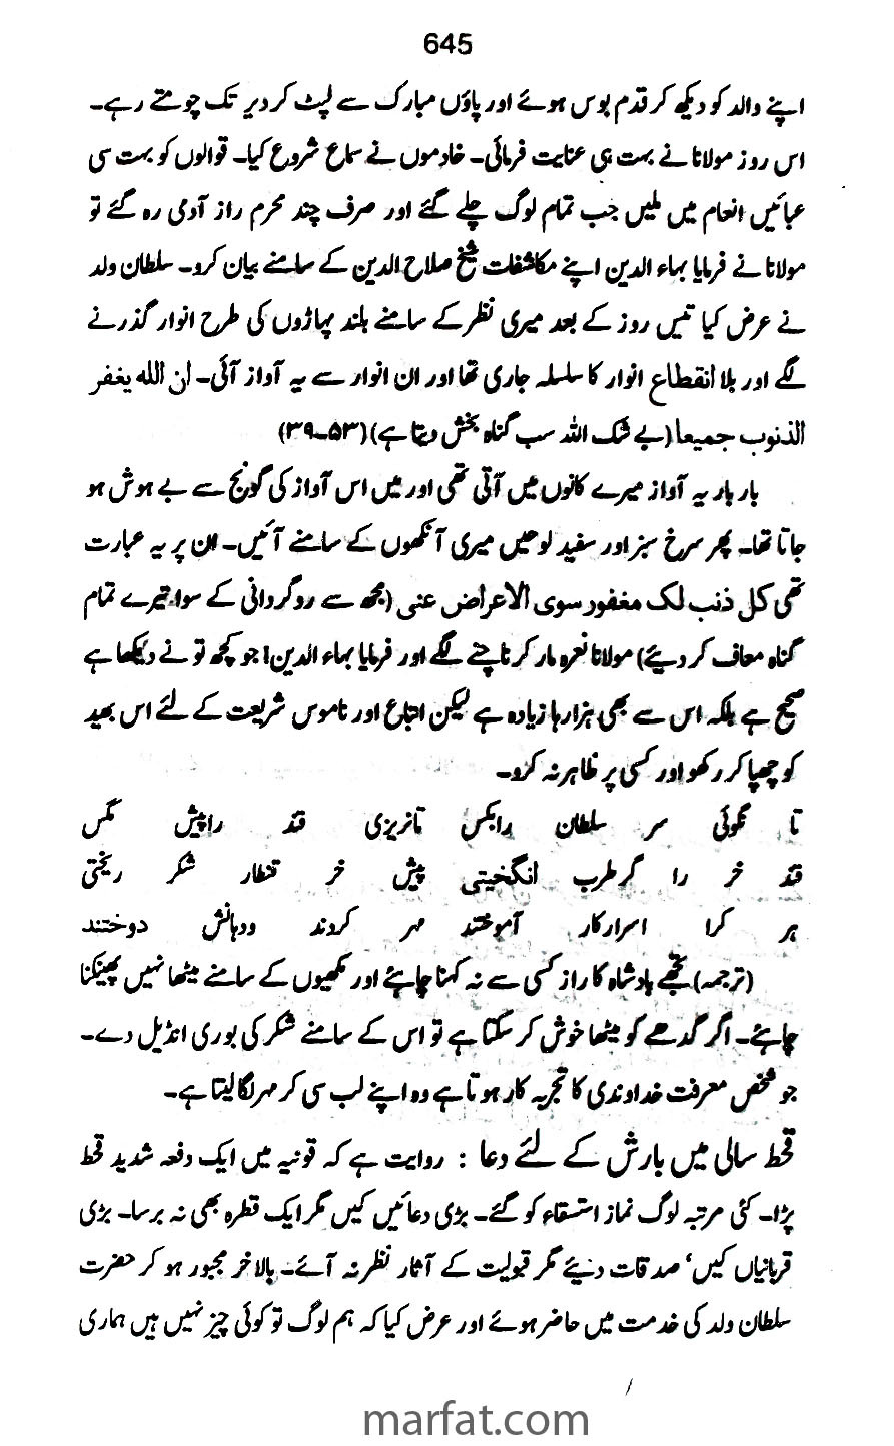 645
اپنے والد کو دیکھ کر قدم بوس ہوئے اور پاؤں مبارک سے لپٹ کر دیر تک چومتے رہے۔
اس روز مولانا نے بہت ہی عنایت فرمائی۔ خادموں نے سماع شروع کیا۔ قوالوں کو بہت سی
عبائیں انعام میں ملیں جب تمام لوگ چلے گئے اور صرف چند محرم راز آدمی رہ گئے تو
مولانا نے فرمایا بہاء الدین اپنے مکاشفات شیخ صلاح الدین کے سامنے بیان کرو۔ سلطان ولد
نے عرض کیا تیس روز کے بعد میری نظر کے سامنے بلند پہاڑوں کی طرح انوار گذرنے
لگے اور بلا انقطاع انوار کا سلسلہ جاری تھا اور ان انوار سے یہ آواز آئی۔ ان اللہ یغفر
الذنوب جمیعا (بے شک اللہ سب گناہ بخش دیتا ہے) (۵۳۔۳۹)
بار بار یہ آواز میرے کانوں میں آتی تھی اور میں اس آواز کی گونج سے بے ہوش ہو
جاتا تھا۔ پھر سرخ سبز اور سفید لوحیں میری آنکھوں کے سامنے آئیں۔ ان پر یہ عبارت
تھی کل ذنب لک مغفور سوی الاعراض عنی (مجھ سے روگردانی کے سوا تیرے تمام
گناہ معاف کر دیئے) مولانا نعرہ مار کر ناچنے لگے اور فرمایا بہاء الدین! جو کچھ تو نے دیکھا ہے
صحیح ہے بلکہ اس سے بھی ہزارہا زیادہ ہے لیکن اتباع اور ناموس شریعت کے لئے اس بھید
کو چھپا کر رکھو اور کسی پر ظاہر نہ کرو۔
تا نگوئی سر سلطان رابکس تانریزی قند راپیش مگس
قند خر را گر طرب انگیختی پیش خر قنطار شکر ریختی
ہر کرا اسرار کار آموختند مہر کردند ودہانش دوختند
(ترجمہ) تجھے بادشاہ کا راز کسی سے نہ کہنا چاہئے اور مکھیوں کے سامنے میٹھا نہیں پھینکنا
چاہئے۔ اگر گدھے کو میٹھا خوش کر سکتا ہے تو اس کے سامنے شکر کی بوری انڈیل دے۔
جو شخص معرفت خداوندی کا تجربہ کار ہوتا ہے وہ اپنے لب سی کر مہر لگا لیتا ہے۔
قحط سالی میں بارش کے لئے دعا : روایت ہے کہ قونیہ میں ایک دفعہ شدید قحط
پڑا۔ کئی مرتبہ لوگ نماز استسقاء کو گئے۔ بڑی دعائیں کیں مگر ایک قطرہ بھی نہ برسا۔ بڑی
قربانیاں کیں‘ صدقات دیئے مگر قبولیت کے آثار نظر نہ آئے۔ بالاخر مجبور ہو کر حضرت
سلطان ولد کی خدمت میں حاضر ہوئے اور عرض کیا کہ ہم لوگ تو کوئی چیز نہیں ہیں ہماری
marfat.com